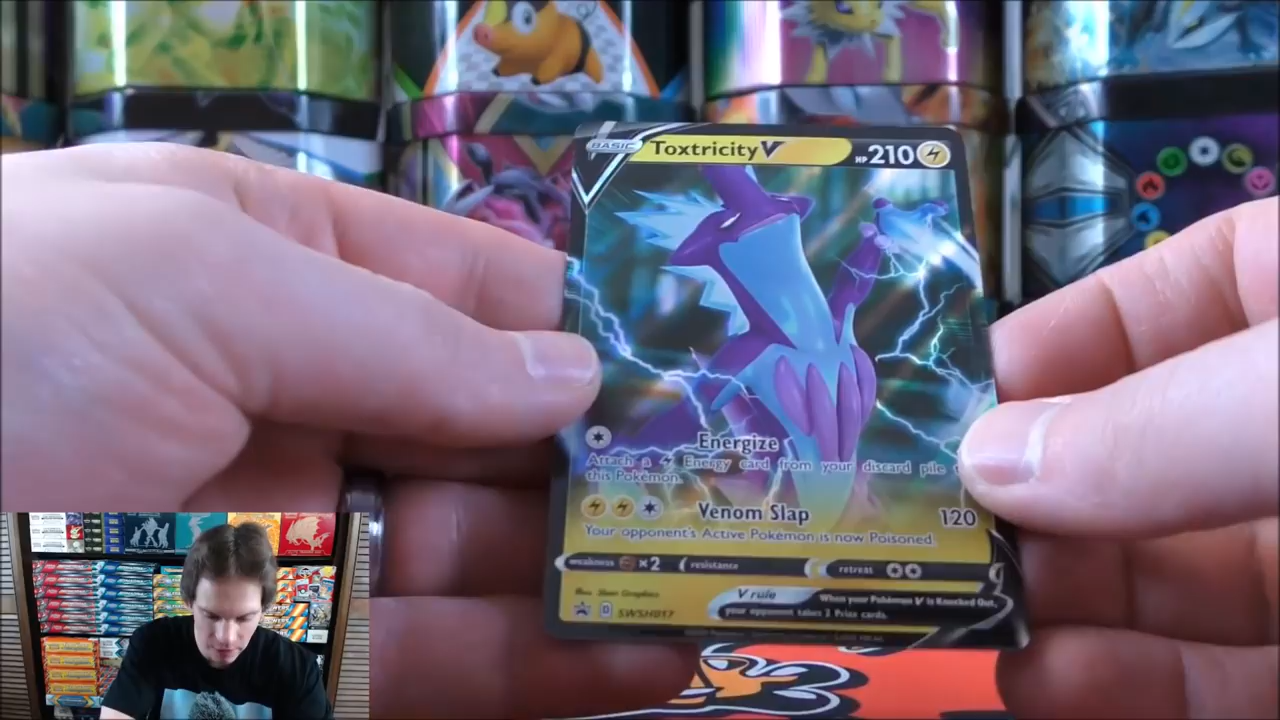 BASIC Toxtricity V HP 210
Energize
Attach a Energy card from your discard pile t
this Pokémon.
Venom Slap 120
Your opponent's Active Pokémon is now Poisoned.
weakness ×2 resistance retreat
V rule When your Pokémon V is Knocked Out,
your opponent takes 2 Prize cards.
D SWSH017